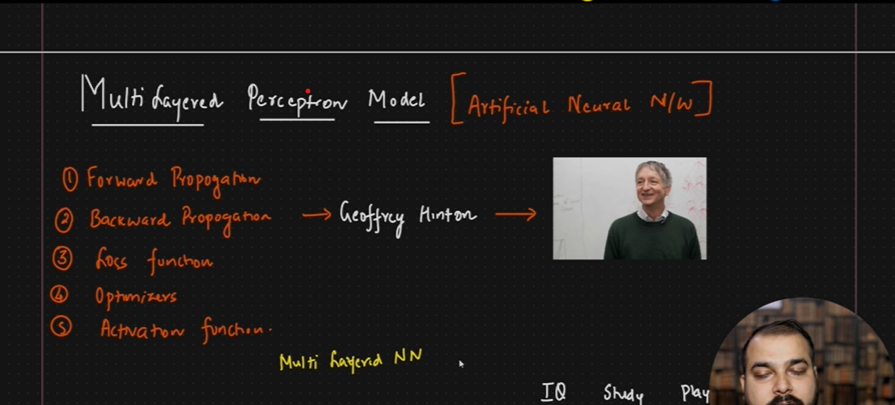 Multi Layered Perceptron Model [Artificial Neural N/W]
① Forward Propogation
② Backward Propogation → Geoffrey Hinton →
③ Loss function
④ Optimizers
⑤ Activation function.
Multi Layered NN
IQ Study Play